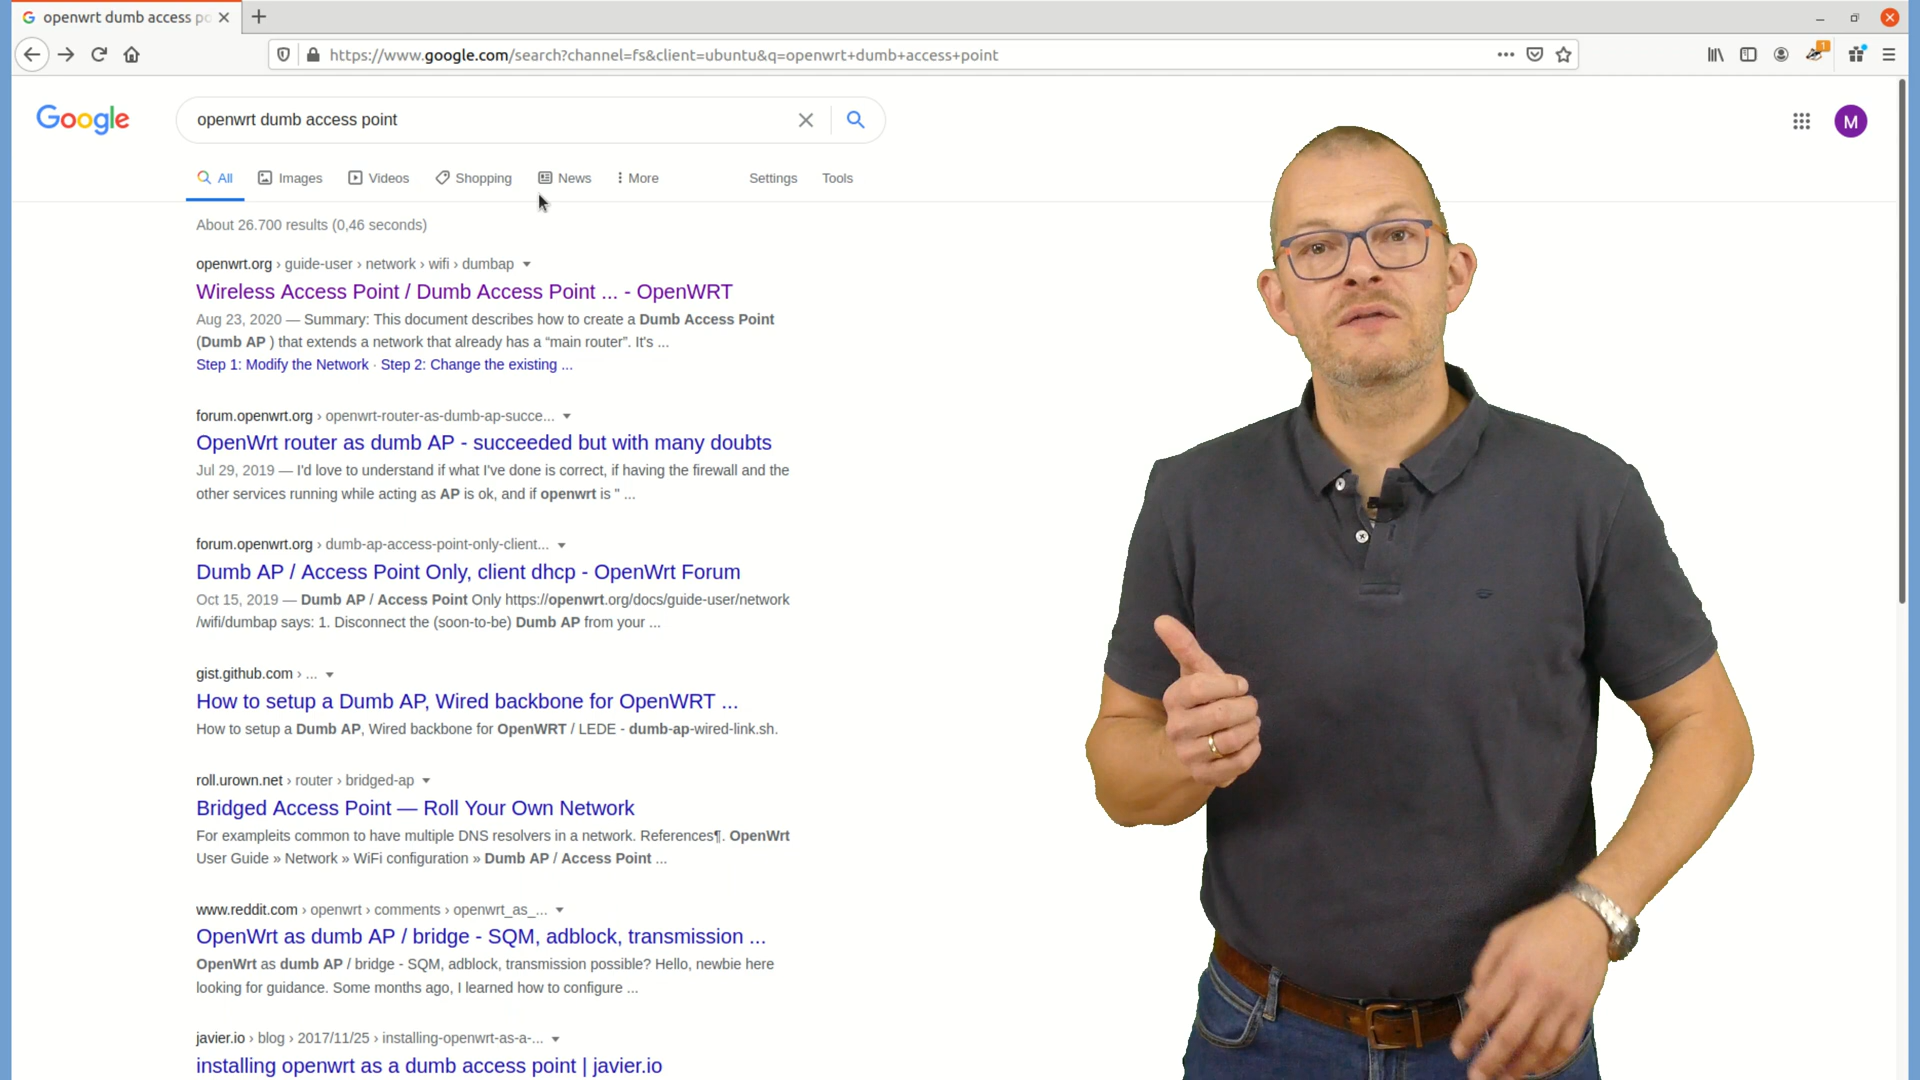 openwrt dumb access po
https://www.google.com/search?channel=fs&client=ubuntu&q=openwrt+dumb+access+point
1
Google
openwrt dumb access point
M
All Images Videos Shopping News More Settings Tools
About 26.700 results (0,46 seconds)
openwrt.org › guide-user › network › wifi › dumbap
Wireless Access Point / Dumb Access Point ... - OpenWRT
Aug 23, 2020 — Summary: This document describes how to create a Dumb Access Point
(Dumb AP ) that extends a network that already has a “main router”. It's ...
Step 1: Modify the Network · Step 2: Change the existing ...
forum.openwrt.org › openwrt-router-as-dumb-ap-succe...
OpenWrt router as dumb AP - succeeded but with many doubts
Jul 29, 2019 — I'd love to understand if what I've done is correct, if having the firewall and the
other services running while acting as AP is ok, and if openwrt is " ...
forum.openwrt.org › dumb-ap-access-point-only-client...
Dumb AP / Access Point Only, client dhcp - OpenWrt Forum
Oct 15, 2019 — Dumb AP / Access Point Only https://openwrt.org/docs/guide-user/network
/wifi/dumbap says: 1. Disconnect the (soon-to-be) Dumb AP from your ...
gist.github.com › ...
How to setup a Dumb AP, Wired backbone for OpenWRT ...
How to setup a Dumb AP, Wired backbone for OpenWRT / LEDE - dumb-ap-wired-link.sh.
roll.urown.net › router › bridged-ap
Bridged Access Point — Roll Your Own Network
For exampleits common to have multiple DNS resolvers in a network. References¶. OpenWrt
User Guide » Network » WiFi configuration » Dumb AP / Access Point ...
www.reddit.com › openwrt › comments › openwrt_as_...
OpenWrt as dumb AP / bridge - SQM, adblock, transmission ...
OpenWrt as dumb AP / bridge - SQM, adblock, transmission possible? Hello, newbie here
looking for guidance. Some months ago, I learned how to configure ...
javier.io › blog › 2017/11/25 › installing-openwrt-as-a-...
installing openwrt as a dumb access point | javier.io